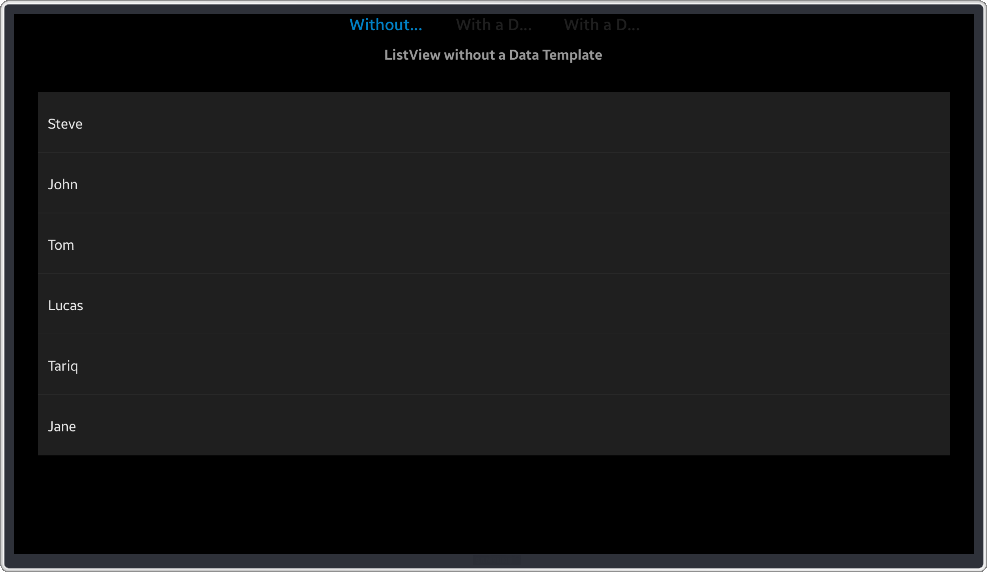 Without... With a D... With a D...
ListView without a Data Template
Steve
John
Tom
Lucas
Tariq
Jane